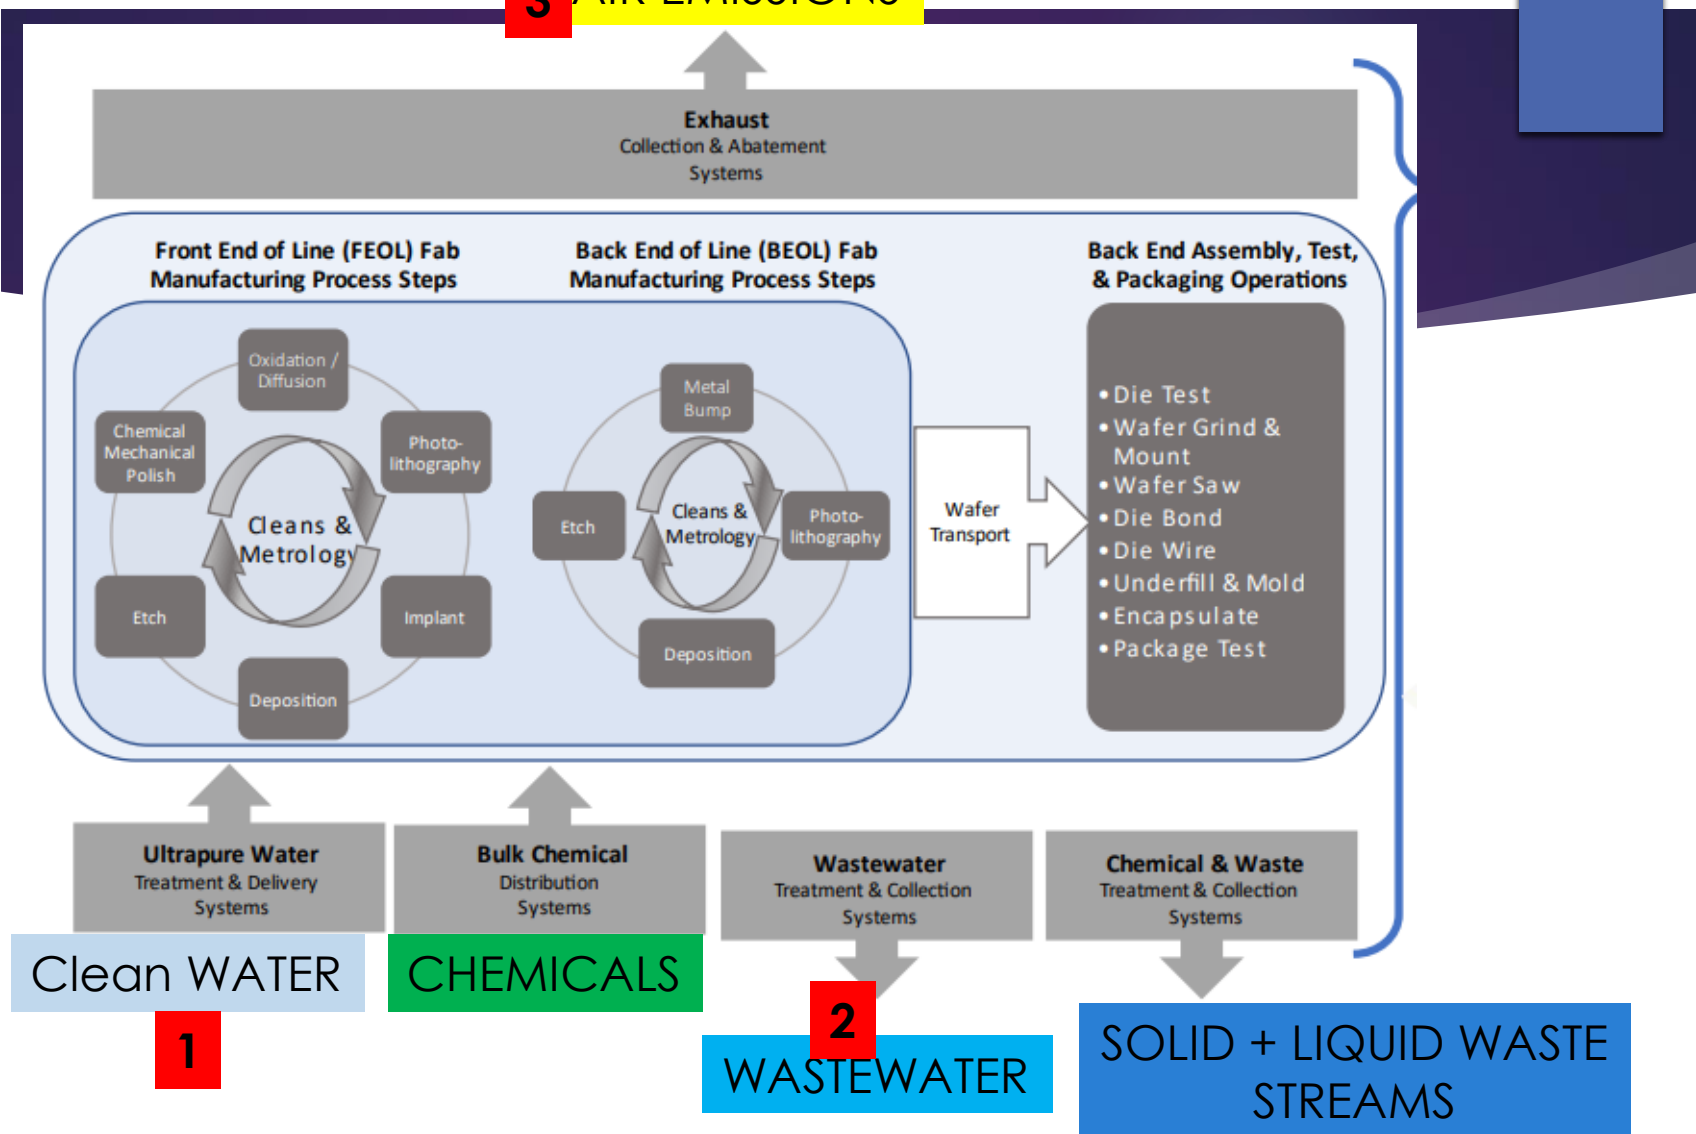 3
AIR EMISSIONS
Exhaust
Collection & Abatement
Systems
Front End of Line (FEOL) Fab
Manufacturing Process Steps
Back End of Line (BEOL) Fab
Manufacturing Process Steps
Back End Assembly, Test,
& Packaging Operations
Oxidation /
Diffusion
Chemical
Mechanical
Polish
Photo-
lithography
Cleans &
Metrology
Etch
Implant
Deposition
Metal
Bump
Etch
Cleans &
Metrology
Photo-
lithography
Deposition
Wafer
Transport
• Die Test
• Wafer Grind &
Mount
• Wafer Saw
• Die Bond
• Die Wire
• Underfill & Mold
• Encapsulate
• Package Test
Ultrapure Water
Treatment & Delivery
Systems
Bulk Chemical
Distribution
Systems
Wastewater
Treatment & Collection
Systems
Chemical & Waste
Treatment & Collection
Systems
Clean WATER
1
CHEMICALS
2
WASTEWATER
SOLID + LIQUID WASTE
STREAMS